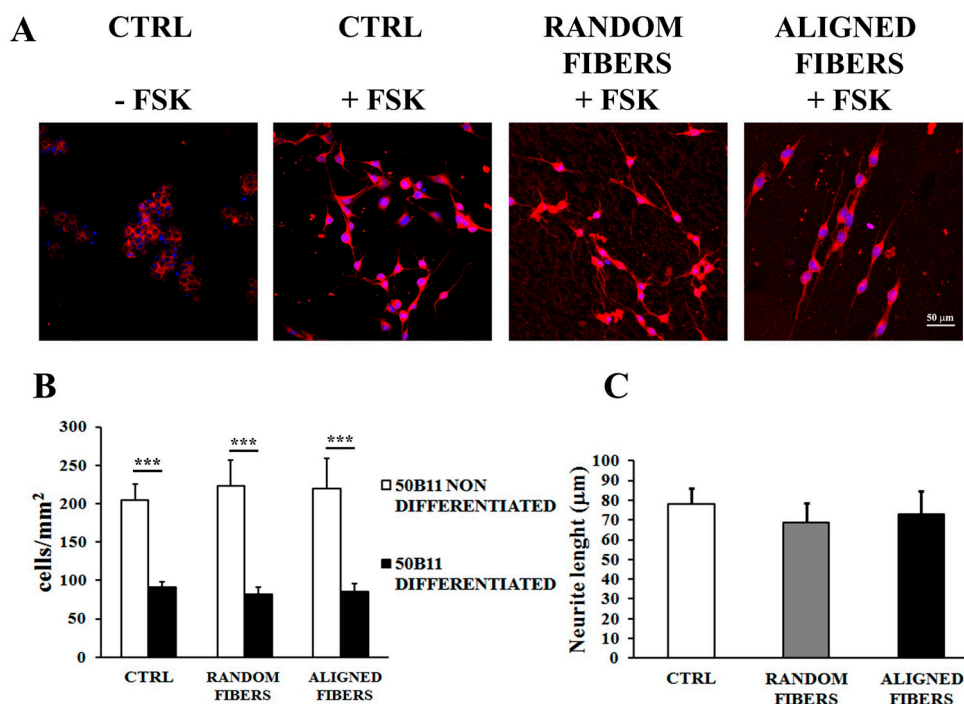 A
CTRL
- FSK
CTRL
+ FSK
RANDOM
FIBERS
+ FSK
ALIGNED
FIBERS
+ FSK
50 µm
B
cells/mm²
300
250
200
150
100
50
0
***
***
***
CTRL
RANDOM
FIBERS
ALIGNED
FIBERS
50B11 NON
DIFFERENTIATED
50B11
DIFFERENTIATED
C
Neurite lenght (µm)
100
90
80
70
60
50
40
30
20
10
0
CTRL
RANDOM
FIBERS
ALIGNED
FIBERS